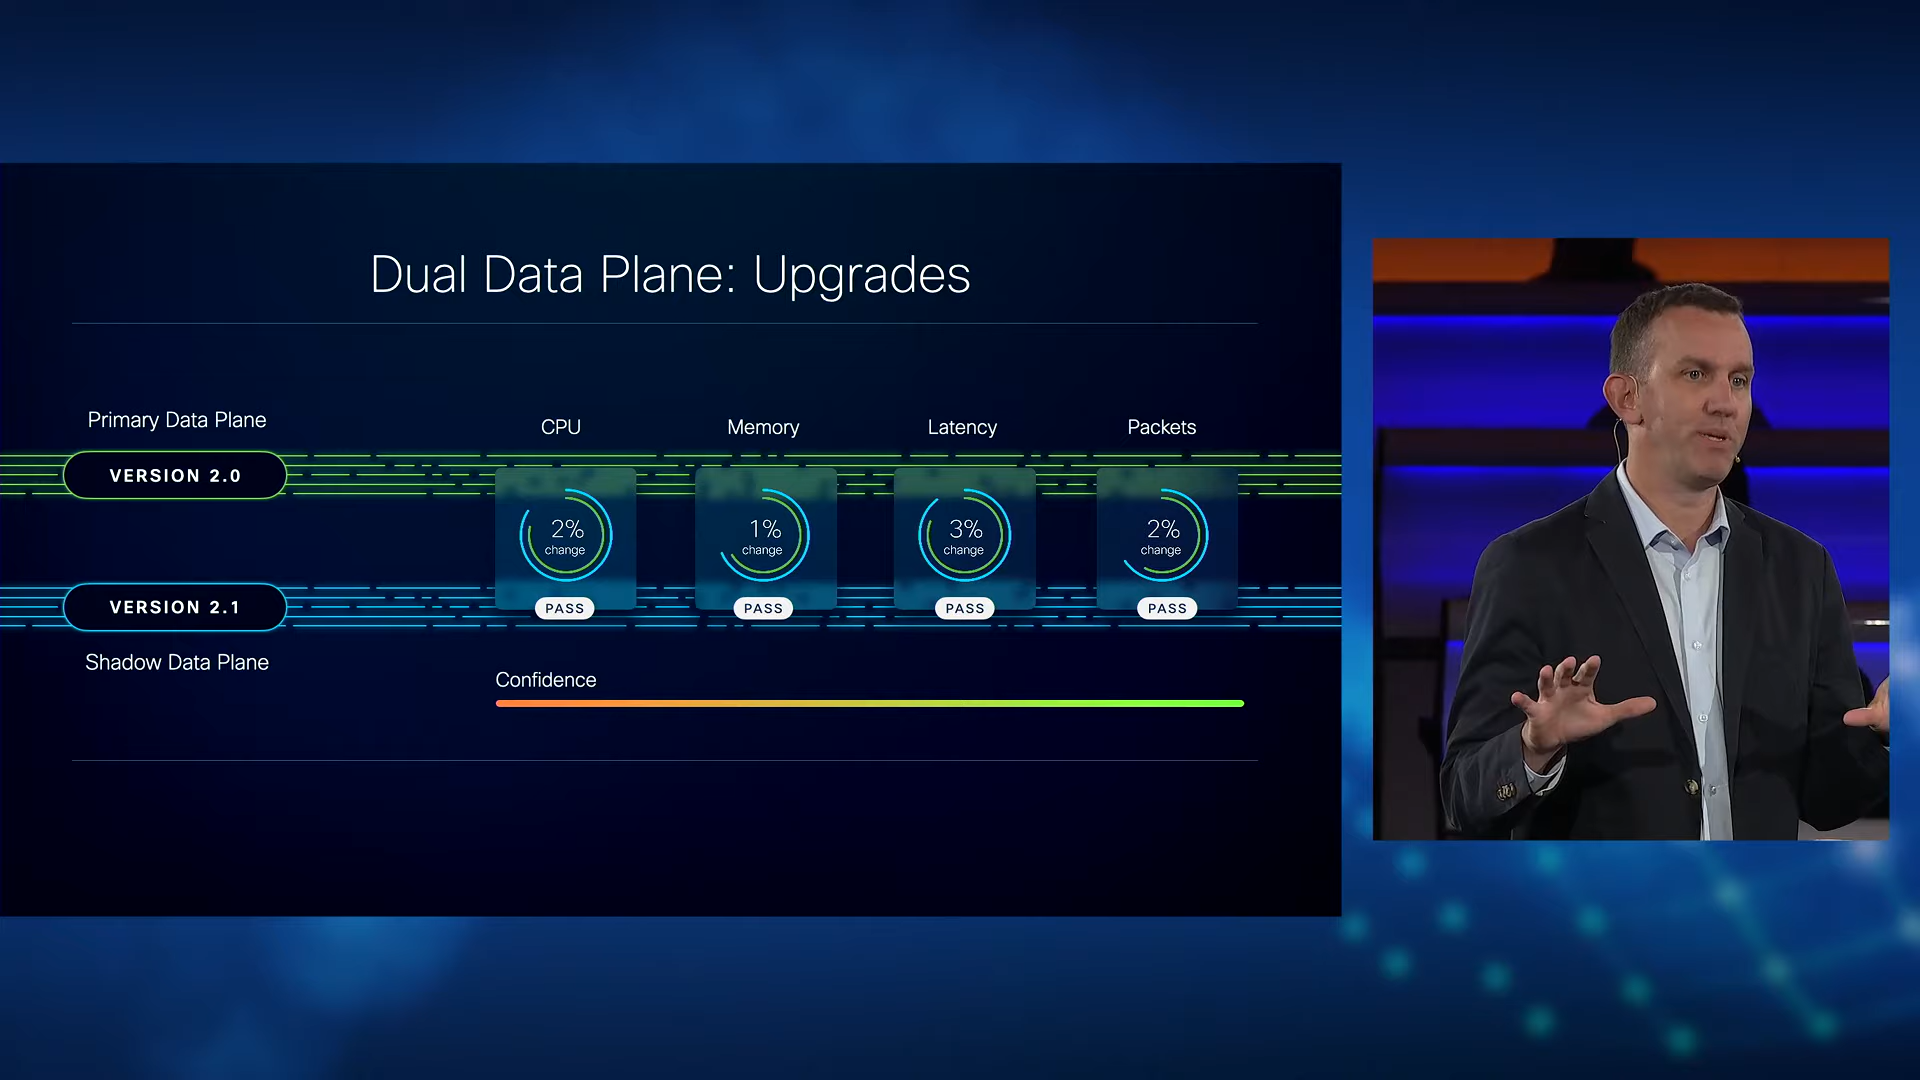 Dual Data Plane: Upgrades
Primary Data Plane
VERSION 2.0
CPU
Memory
Latency
Packets
2%
change
1%
change
3%
change
2%
change
PASS
PASS
PASS
PASS
VERSION 2.1
Shadow Data Plane
Confidence